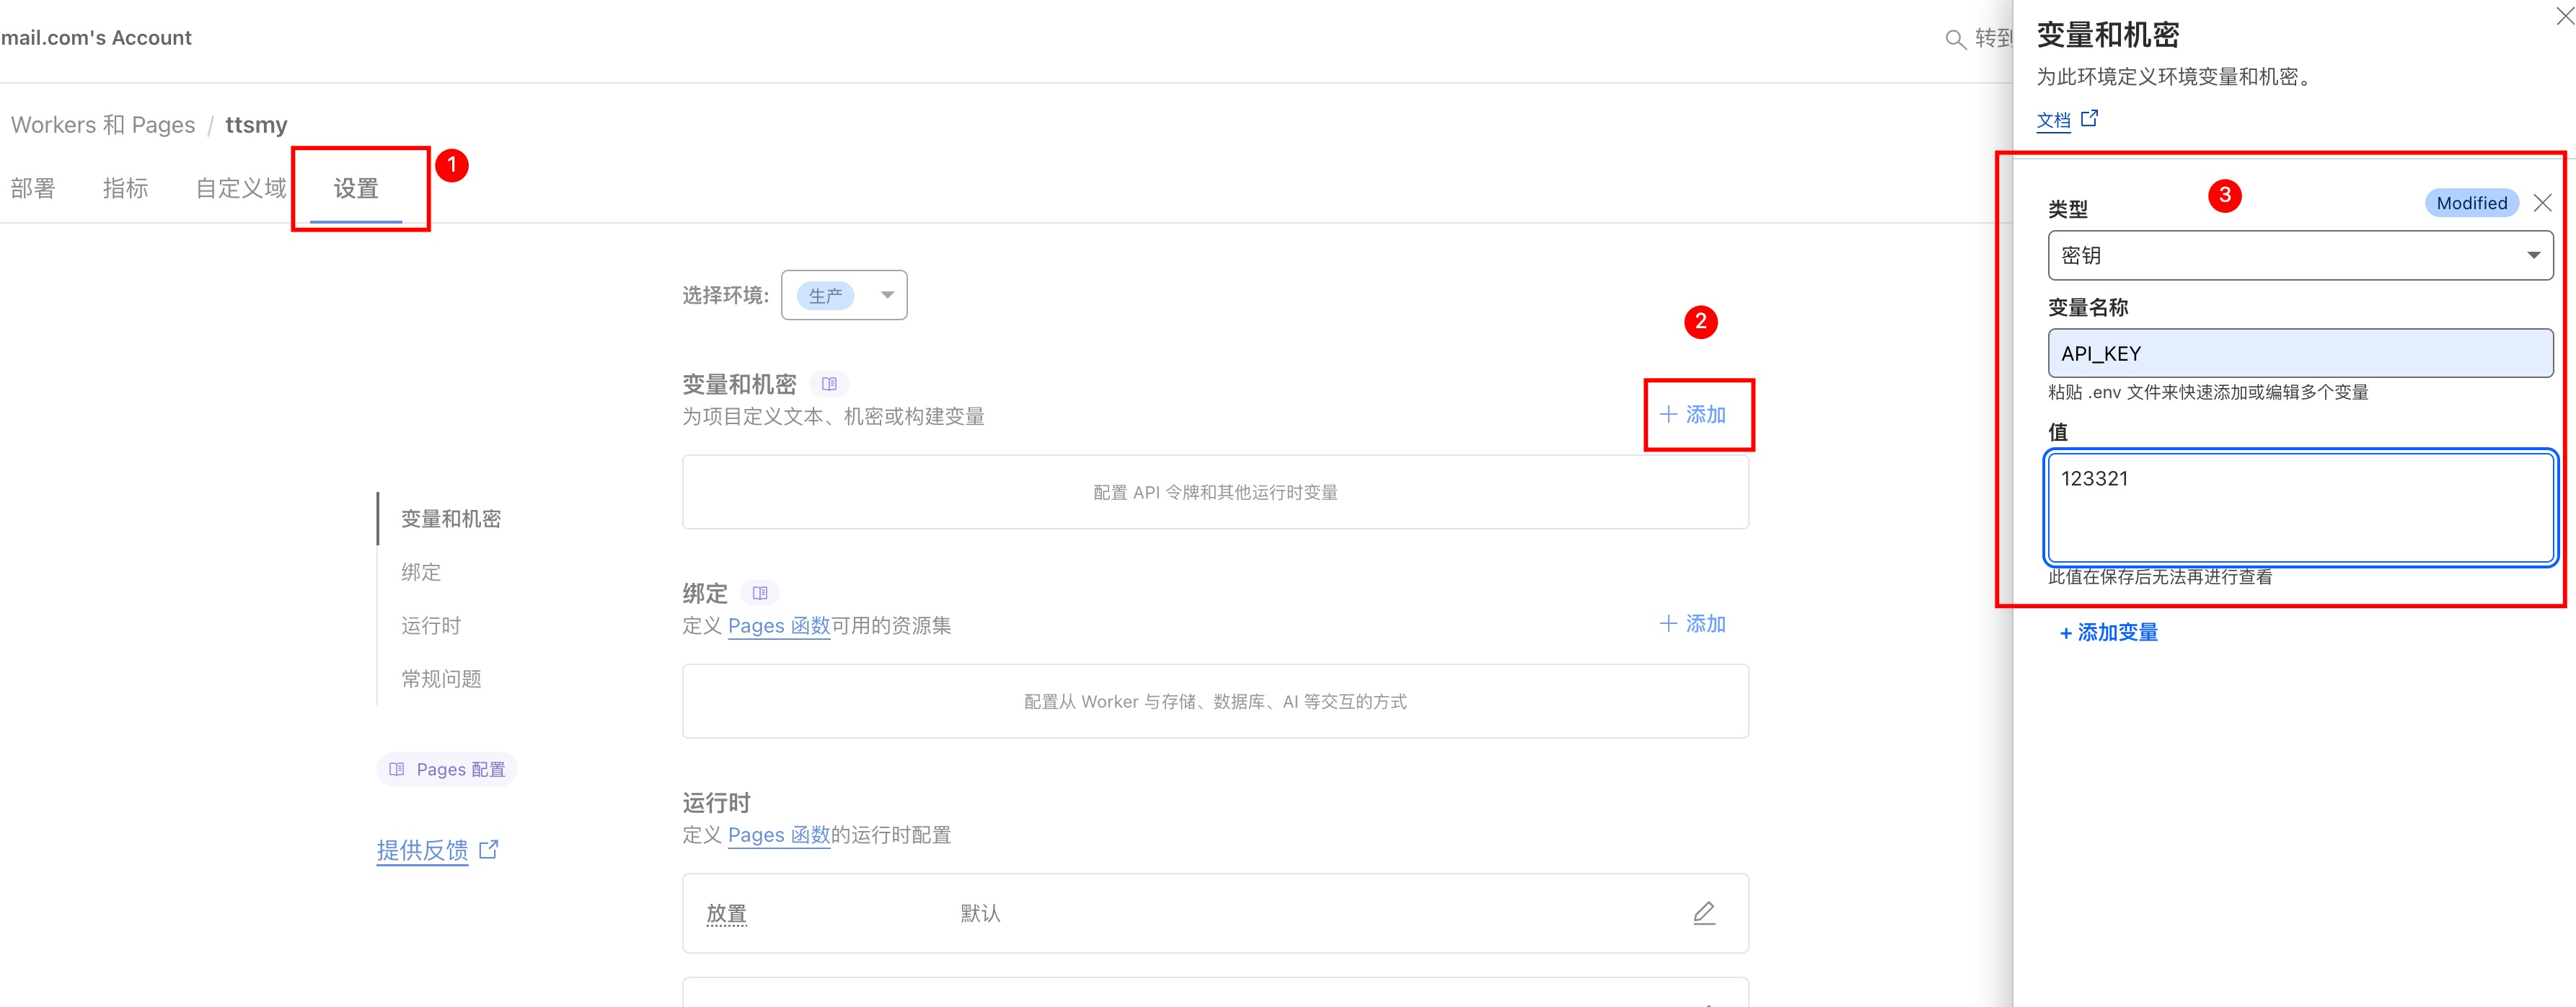 mail.com's Account
转到
Workers 和 Pages / ttsmy
部署 指标 自定义域 设置
1
选择环境: 生产
2
变量和机密
为项目定义文本、机密或构建变量
+ 添加
配置 API 令牌和其他运行时变量
变量和机密
绑定
运行时
常规问题
Pages 配置
提供反馈
绑定
定义 Pages 函数可用的资源集
+ 添加
配置从 Worker 与存储、数据库、AI 等交互的方式
运行时
定义 Pages 函数的运行时配置
放置 默认
变量和机密
为此环境定义环境变量和机密。
文档
3
类型
Modified
密钥
变量名称
API_KEY
粘贴 .env 文件来快速添加或编辑多个变量
值
123321
此值在保存后无法再进行查看
+ 添加变量